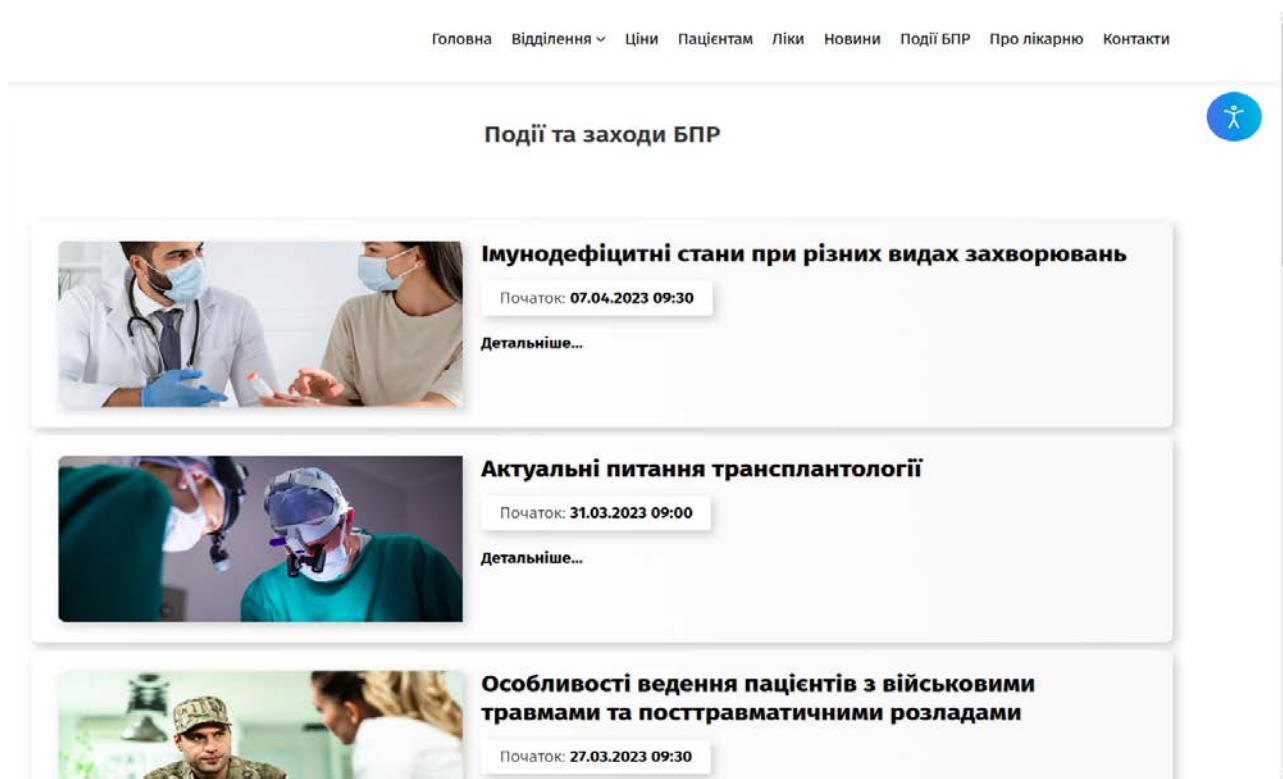 Головна Відділення Ціни Пацієнтам Ліки Новини Події БПР Про лікарню Контакти
Події та заходи БПР
Імунодефіцитні стани при різних видах захворювань
Початок: 07.04.2023 09:30
Детальніше...
Актуальні питання трансплантології
Початок: 31.03.2023 09:00
Детальніше...
Особливості ведення пацієнтів з військовими
травмами та посттравматичними розладами
Початок: 27.03.2023 09:30